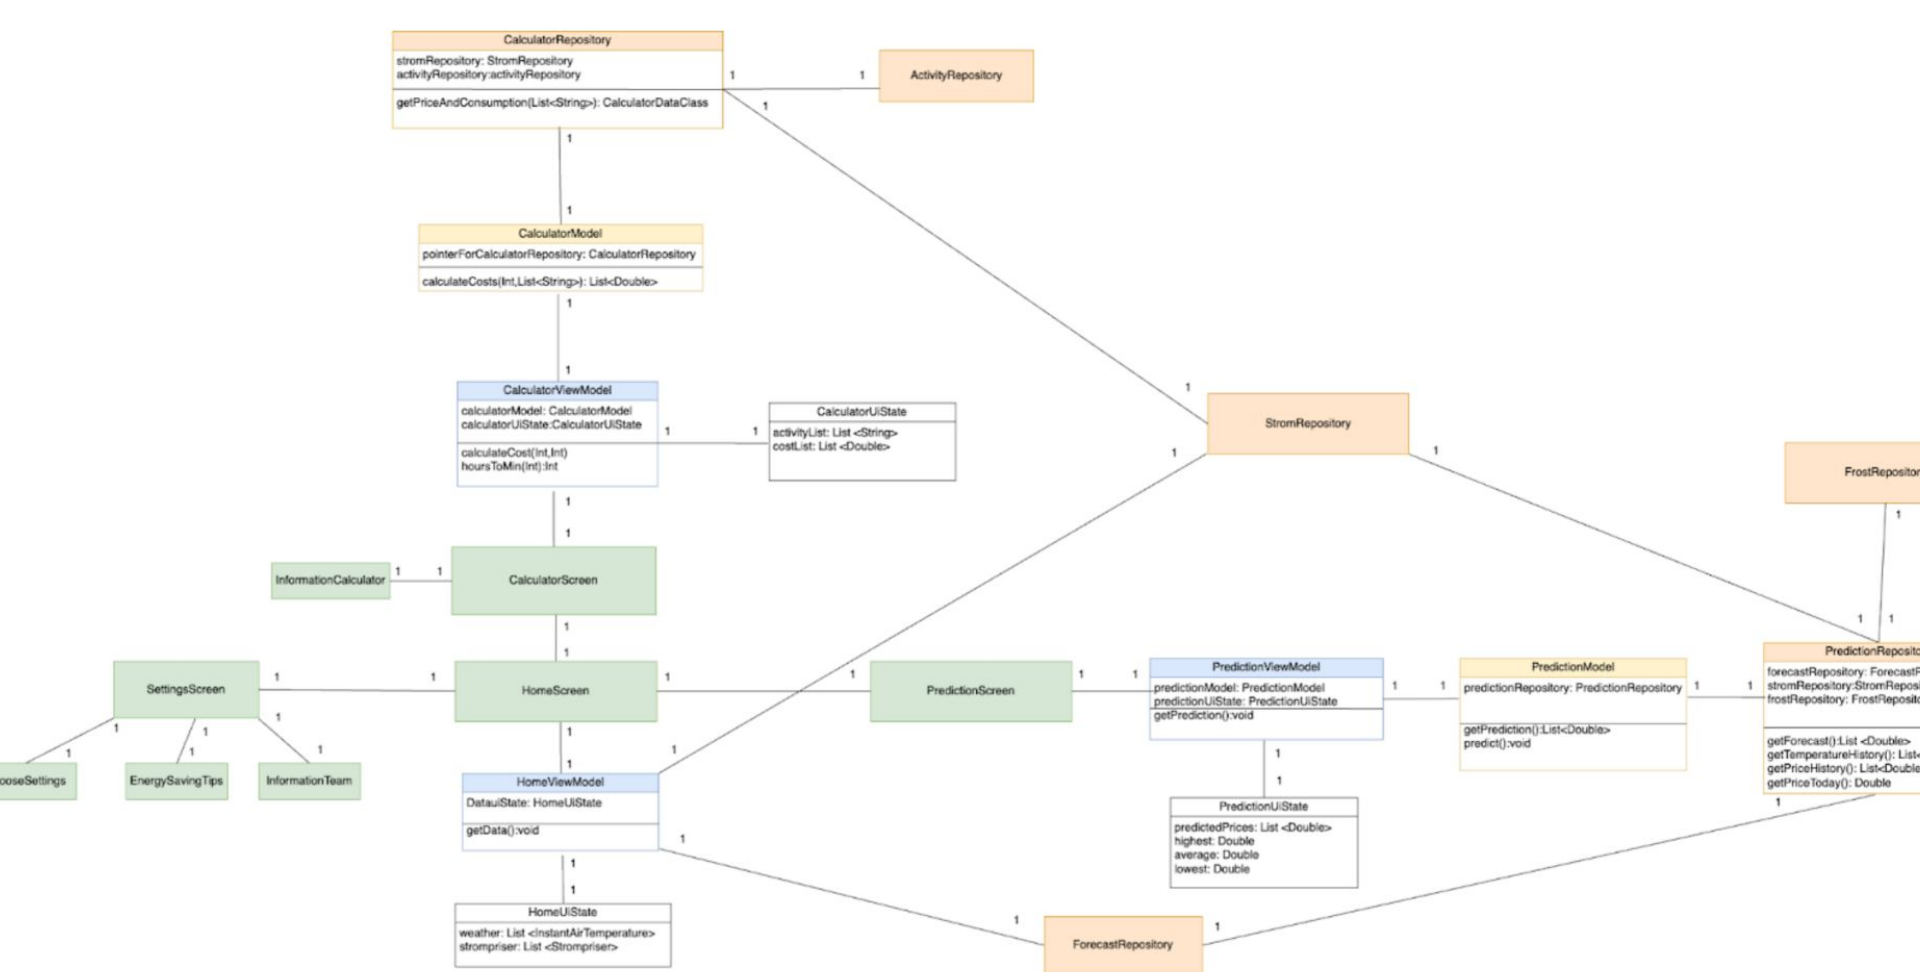 CalculatorRepository
stromRepository: StromRepository
activityRepository:activityRepository
getPriceAndConsumption(List<String>): CalculatorDataClass
1
1
1
ActivityRepository
1
1
CalculatorModel
pointerForCalculatorRepository: CalculatorRepository
calculateCosts(Int,List<String>): List<Double>
1
1
CalculatorViewModel
calculatorModel: CalculatorModel
calculatorUiState:CalculatorUiState
calculateCost(Int,Int)
hoursToMin(Int):Int
1
1
CalculatorUiState
activityList: List <String>
costList: List <Double>
1
StromRepository
1
1
FrostRepositor
1
1
1
InformationCalculator
1
1
CalculatorScreen
1
1
1
1
SettingsScreen
1
1
HomeScreen
1
1
PredictionScreen
1
1
PredictionViewModel
predictionModel: PredictionModel
predictionUiState: PredictionUiState
getPrediction():void
1
1
PredictionModel
predictionRepository: PredictionRepository
getPrediction():List<Double>
predict():void
1
1
PredictionReposito
forecastRepository: ForecastR
stromRepository:StromReposi
frostRepository: FrostReposito
getForecast():List <Double>
getTemperatureHistory(): List<
getPriceHistory(): List<Double
getPriceToday(): Double
1
1
1
1
1
1
1
ooseSettings
EnergySavingTips
InformationTeam
1
1
1
HomeViewModel
DatauiState: HomeUiState
getData():void
1
1
1
PredictionUiState
predictedPrices: List <Double>
highest: Double
average: Double
lowest: Double
1
1
1
HomeUiState
weather: List <InstantAirTemperature>
strompriser: List <Strompriser>
1
ForecastRepository
1